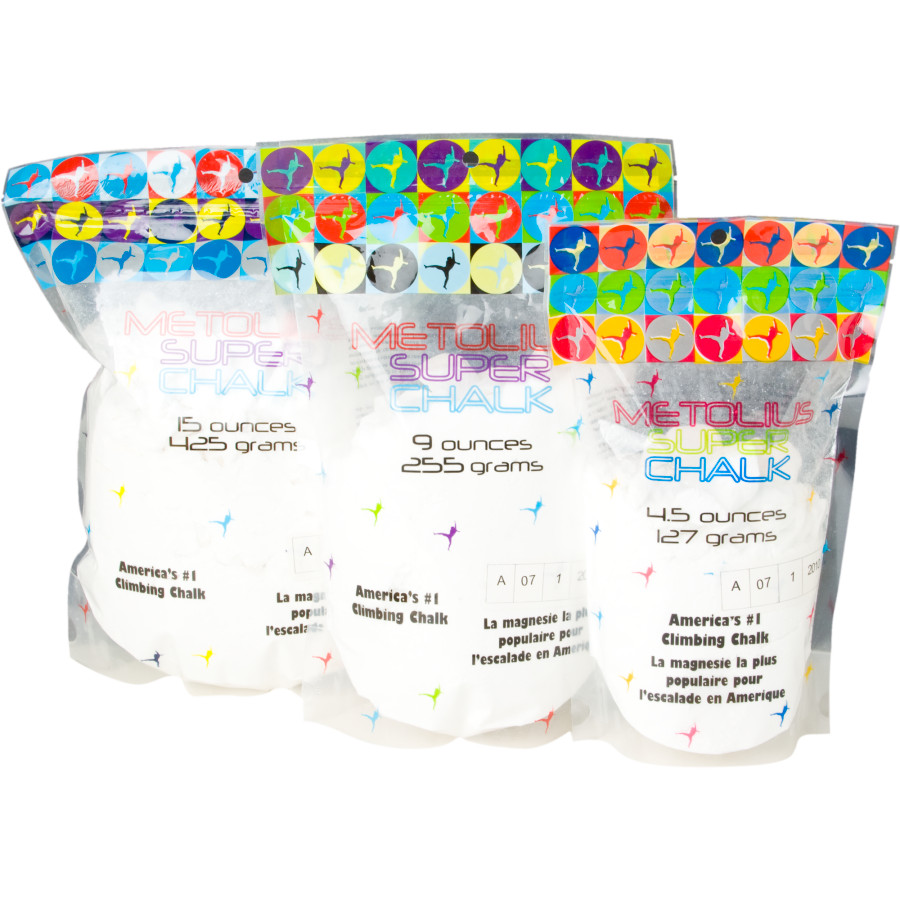 METOLIUS
SUPER
CHALK
15 ounces
425 grams
A
America's #1
Climbing Chalk
La
l'escalade
METOLIUS
SUPER
CHALK
9 ounces
255 grams
A 07 1
America's #1
Climbing Chalk
La magnesie la plus
populaire pour
l'escalade en Amerique
METOLIUS
SUPER
CHALK
4.5 ounces
127 grams
A 07 1
America's #1
Climbing Chalk
La magnesie la plus
populaire pour
l'escalade en Amerique